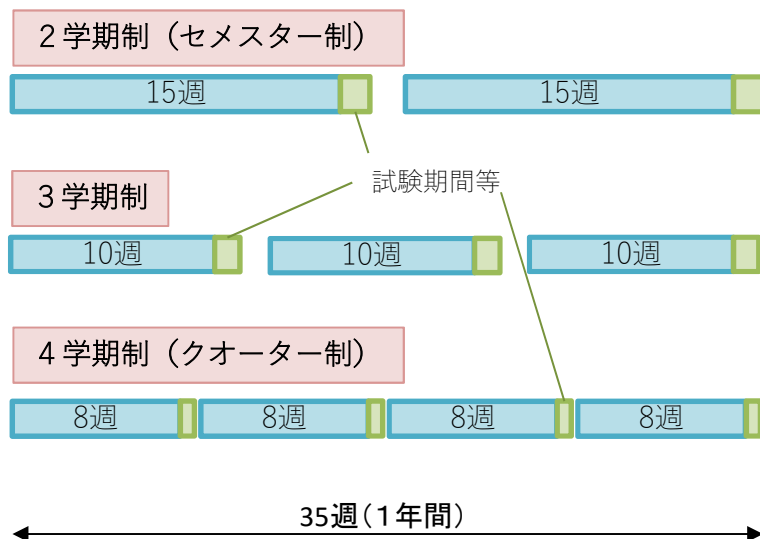 ２学期制（セメスター制）
15週 15週
試験期間等
３学期制
10週 10週 10週
４学期制（クオーター制）
8週 8週 8週 8週
35週（１年間）